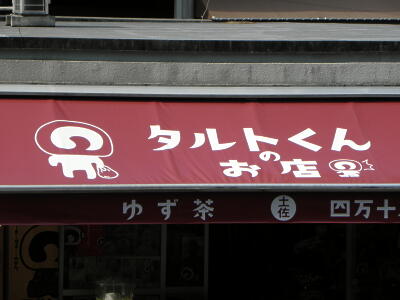 タルトくん
のお店
ゆず茶 土佐 四万十